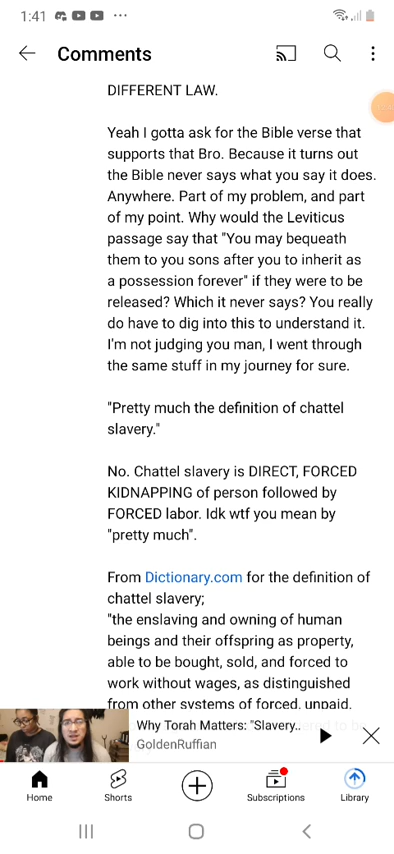 1:41
Comments
DIFFERENT LAW.
Yeah I gotta ask for the Bible verse that
supports that Bro. Because it turns out
the Bible never says what you say it does.
Anywhere. Part of my problem, and part
of my point. Why would the Leviticus
passage say that "You may bequeath
them to you sons after you to inherit as
a possession forever" if they were to be
released? Which it never says? You really
do have to dig into this to understand it.
I'm not judging you man, I went through
the same stuff in my journey for sure.
"Pretty much the definition of chattel
slavery."
No. Chattel slavery is DIRECT, FORCED
KIDNAPPING of person followed by
FORCED labor. Idk wtf you mean by
"pretty much".
From Dictionary.com for the definition of
chattel slavery;
"the enslaving and owning of human
beings and their offspring as property,
able to be bought, sold, and forced to
work without wages, as distinguished
from other systems of forced, unpaid,
Why Torah Matters: "Slavery..
GoldenRuffian
Home
Shorts
Subscriptions
Library